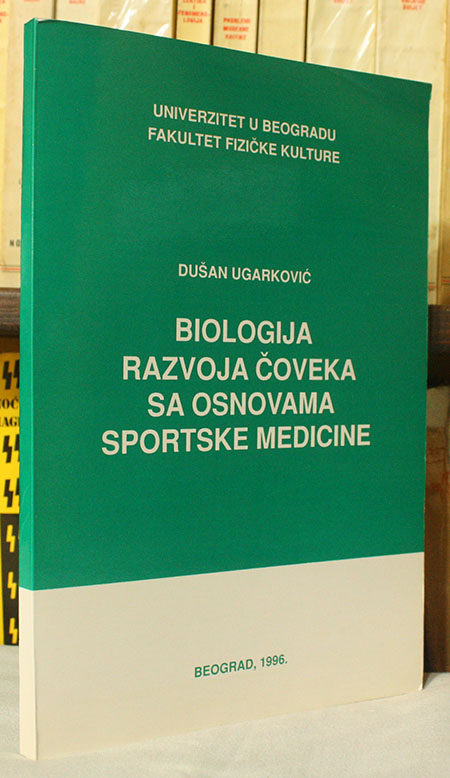 UNIVERZITET U BEOGRADU
FAKULTET FIZIČKE KULTURE
DUŠAN UGARKOVIĆ
BIOLOGIJA
RAZVOJA ČOVEKA
SA OSNOVAMA
SPORTSKE MEDICINE
BEOGRAD, 1996.